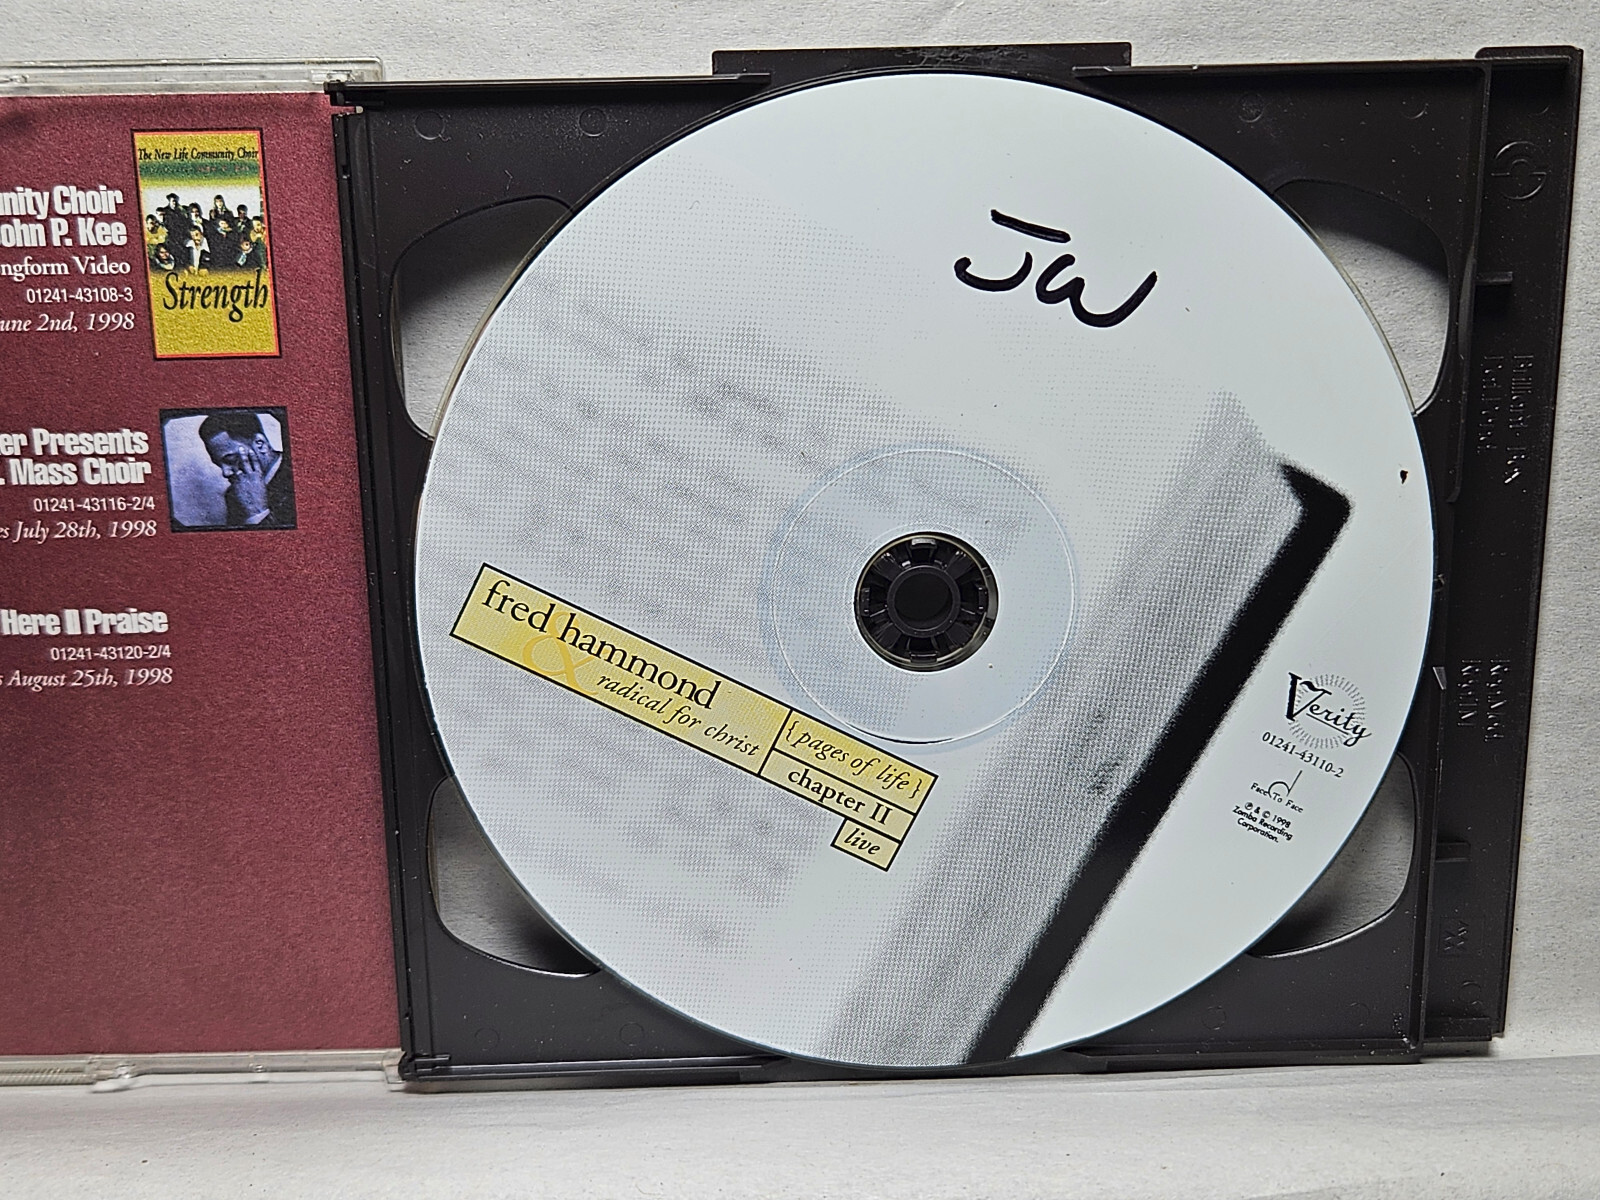 The New Life Community Choir
Strength
nity Choir
ohn P. Kee
ngform Video
01241-43108-3
une 2nd, 1998
er Presents
. Mass Choir
01241-43116-2/4
es July 28th, 1998
Here II Praise
01241-43120-2/4
s August 25th, 1998
JW
fred hammond
&
radical for christ
{ pages of life }
chapter II
live
Verity
01241-43110-2
Face To Face
℗ & © 1998
Zomba Recording
Corporation.